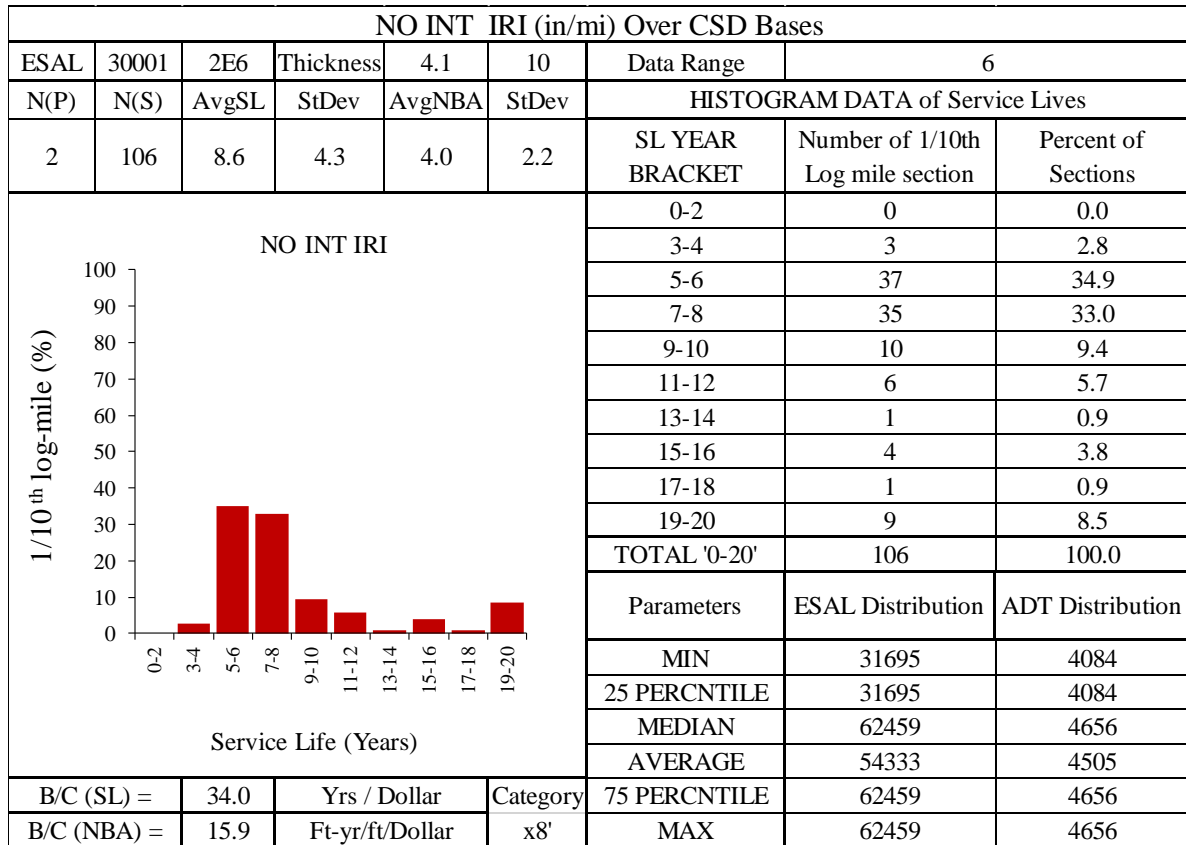 NO INT IRI (in/mi) Over CSD Bases
ESAL 30001 2E6 Thickness 4.1 10 Data Range 6
N(P) N(S) AvgSL StDev AvgNBA StDev HISTOGRAM DATA of Service Lives
2 106 8.6 4.3 4.0 2.2
SL YEAR BRACKET Number of 1/10th Log mile section Percent of Sections
0-2 0 0.0
3-4 3 2.8
5-6 37 34.9
7-8 35 33.0
9-10 10 9.4
11-12 6 5.7
13-14 1 0.9
15-16 4 3.8
17-18 1 0.9
19-20 9 8.5
TOTAL '0-20' 106 100.0
Parameters ESAL Distribution ADT Distribution
MIN 31695 4084
25 PERCNTILE 31695 4084
MEDIAN 62459 4656
AVERAGE 54333 4505
75 PERCNTILE 62459 4656
MAX 62459 4656
NO INT IRI
1/10 th log-mile (%)
100
90
80
70
60
50
40
30
20
10
0
0-2 3-4 5-6 7-8 9-10 11-12 13-14 15-16 17-18 19-20
Service Life (Years)
B/C (SL) = 34.0 Yrs / Dollar Category
B/C (NBA) = 15.9 Ft-yr/ft/Dollar x8'